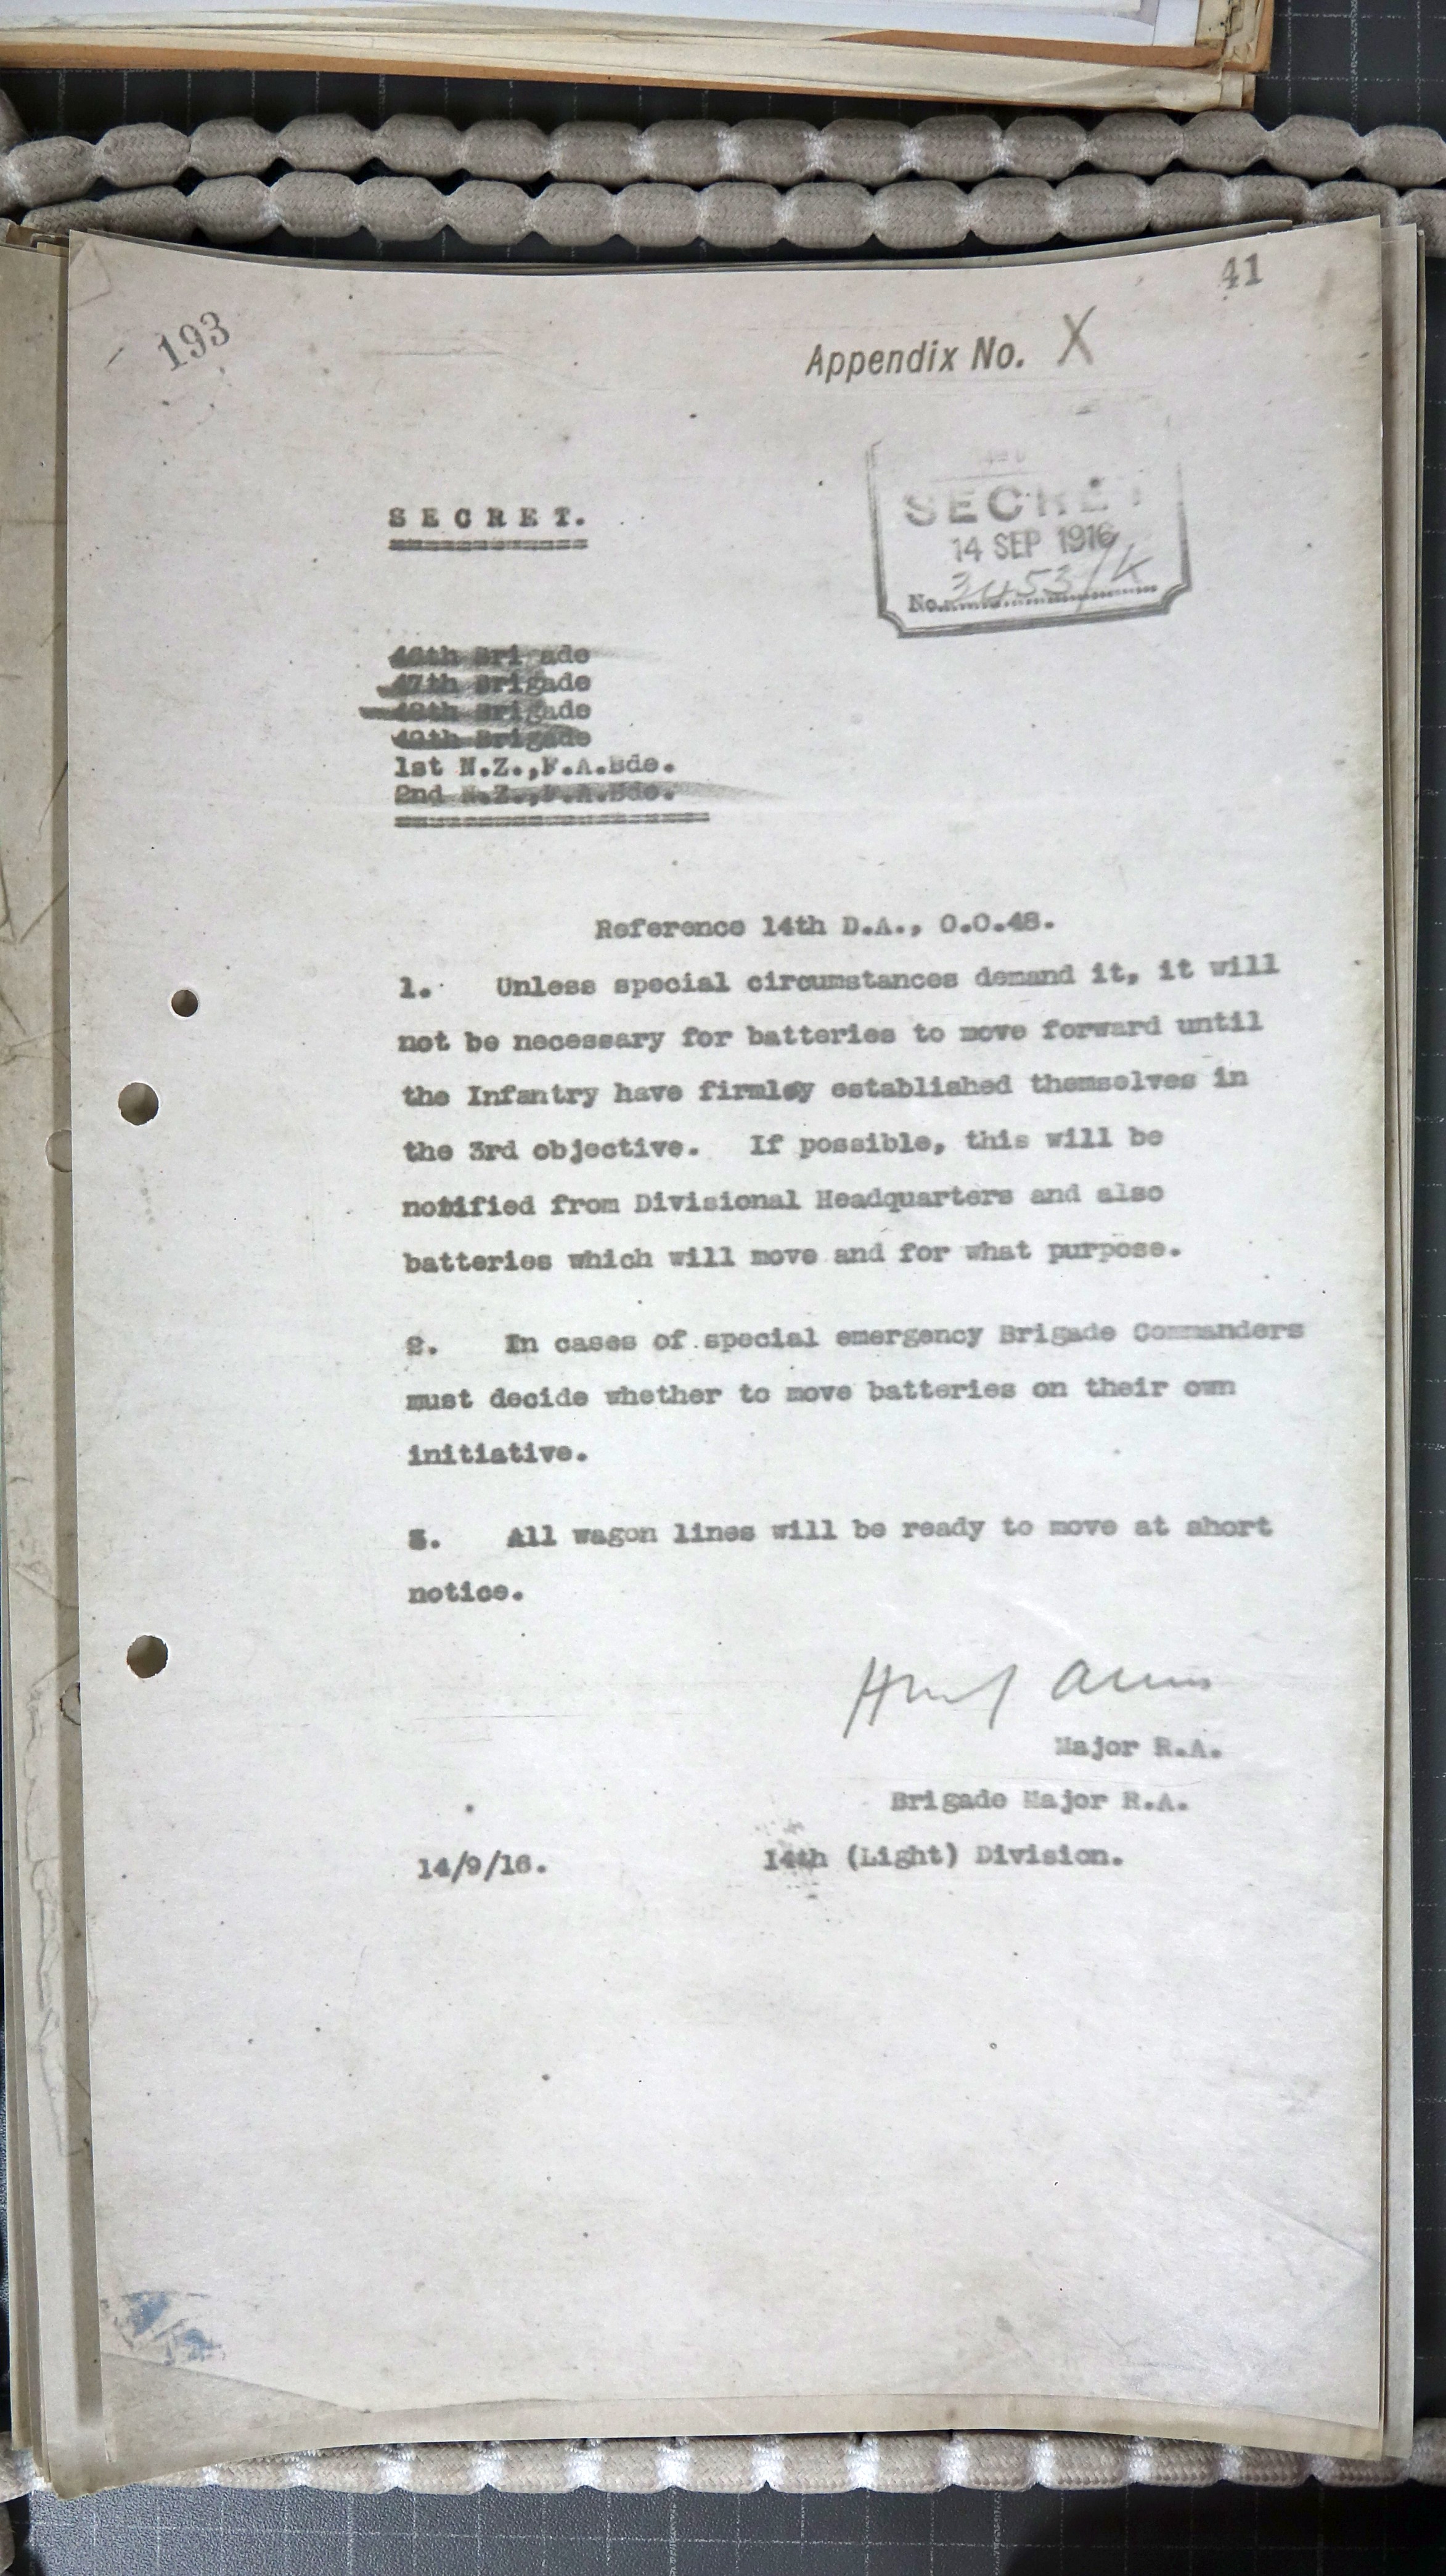 41
193
Appendix No. X
SECRET
14 SEP 1916
No. 3453/K
SECRET.
46th Brigade
47th Brigade
48th Brigade
49th Brigade
1st N.Z.,F.A.Bde.
2nd N.Z.,F.A.Bde.
Reference 14th D.A., O.O.48.
1. Unless special circumstances demand it, it will
not be necessary for batteries to move forward until
the Infantry have firmly established themselves in
the 3rd objective. If possible, this will be
notified from Divisional Headquarters and also
batteries which will move and for what purpose.
2. In cases of special emergency Brigade Commanders
must decide whether to move batteries on their own
initiative.
3. All wagon lines will be ready to move at short
notice.
Major R.A.
Brigade Major R.A.
14/9/16. 14th (Light) Division.